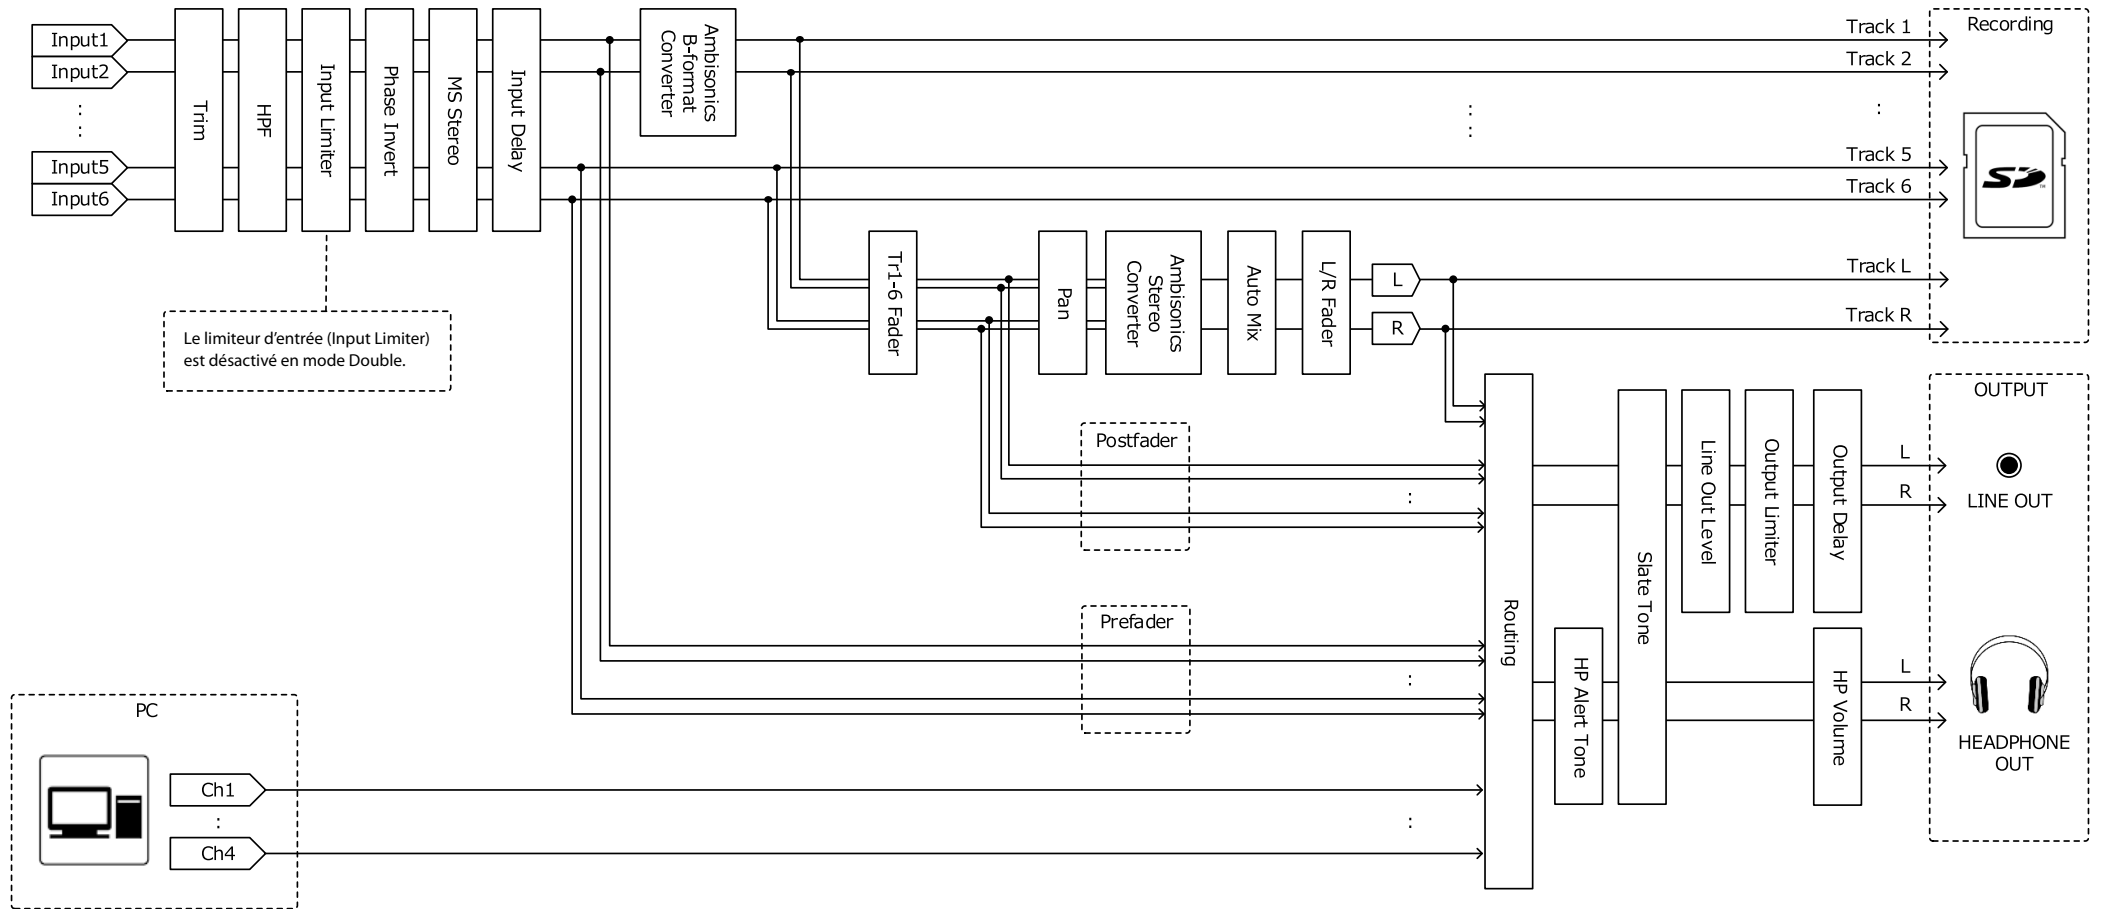 Input1
Input2
:
:
Input5
Input6
Trim
HPF
Input Limiter
Phase Invert
MS Stereo
Input Delay
Ambisonics
B-format
Converter
Track 1
Track 2
:
:
:
Track 5
Track 6
Track L
Track R
Recording
SD
TM
Le limiteur d'entrée (Input Limiter)
est désactivé en mode Double.
Tr1-6 Fader
Pan
Ambisonics
Stereo
Converter
Auto Mix
L/R Fader
L
R
Postfader
:
Prefader
:
Routing
HP Alert Tone
Slate Tone
Line Out Level
Output Limiter
Output Delay
HP Volume
L
R
L
R
OUTPUT
LINE OUT
HEADPHONE
OUT
PC
Ch1
:
Ch4
: